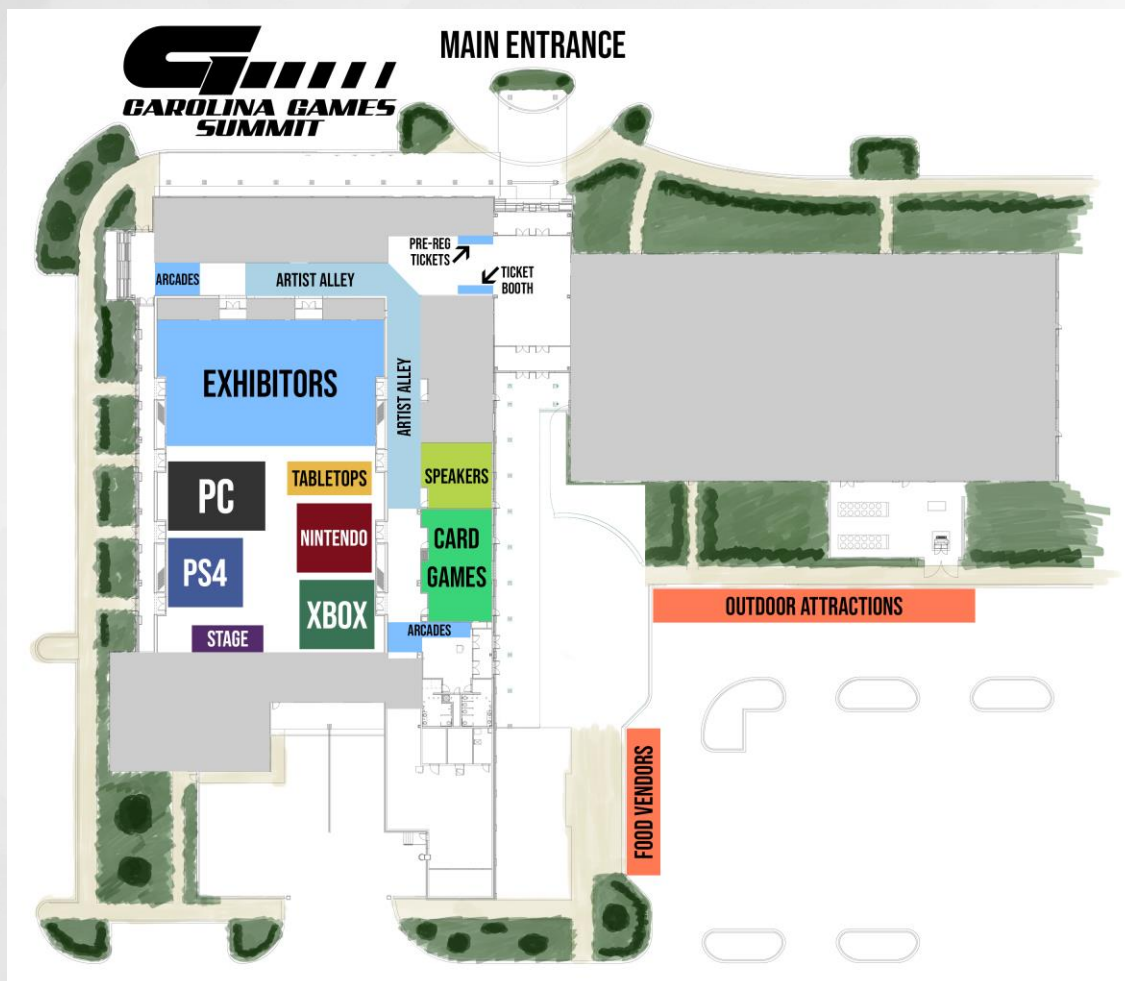 MAIN ENTRANCE
CAROLINA GAMES
SUMMIT
PRE-REG
TICKETS
TICKET
BOOTH
ARCADES
ARTIST ALLEY
EXHIBITORS
ARTIST ALLEY
PC
TABLETOPS
SPEAKERS
NINTENDO
CARD
GAMES
PS4
XBOX
STAGE
ARCADES
OUTDOOR ATTRACTIONS
FOOD VENDORS